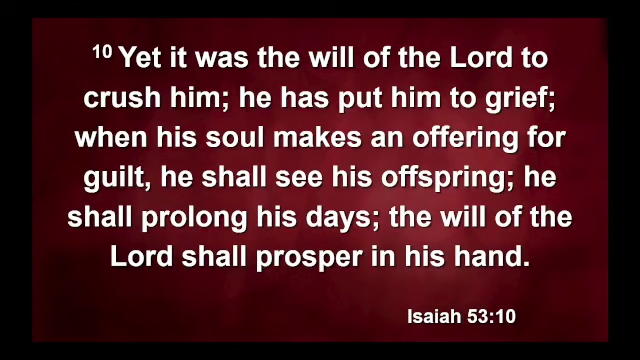 10 Yet it was the will of the Lord to
crush him; he has put him to grief;
when his soul makes an offering for
guilt, he shall see his offspring; he
shall prolong his days; the will of the
Lord shall prosper in his hand.
Isaiah 53:10